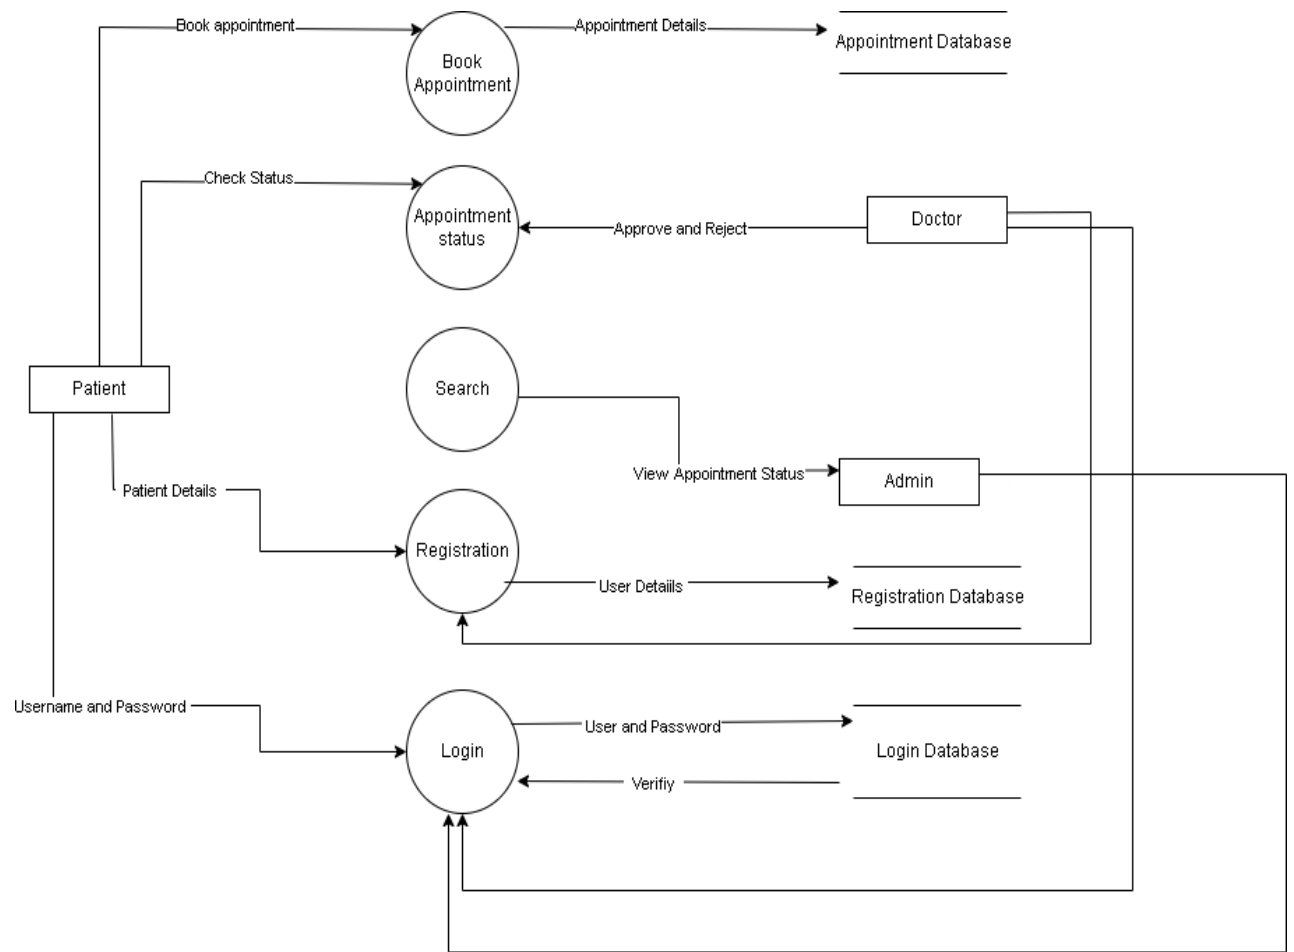 Book appointment
Appointment Details
Appointment Database
Book
Appointment
Check Status
Appointment
status
Approve and Reject
Doctor
Patient
Search
View Appointment Status
Admin
Patient Details
Registration
User Detaiils
Registration Database
Username and Password
Login
User and Password
Login Database
Verifiy